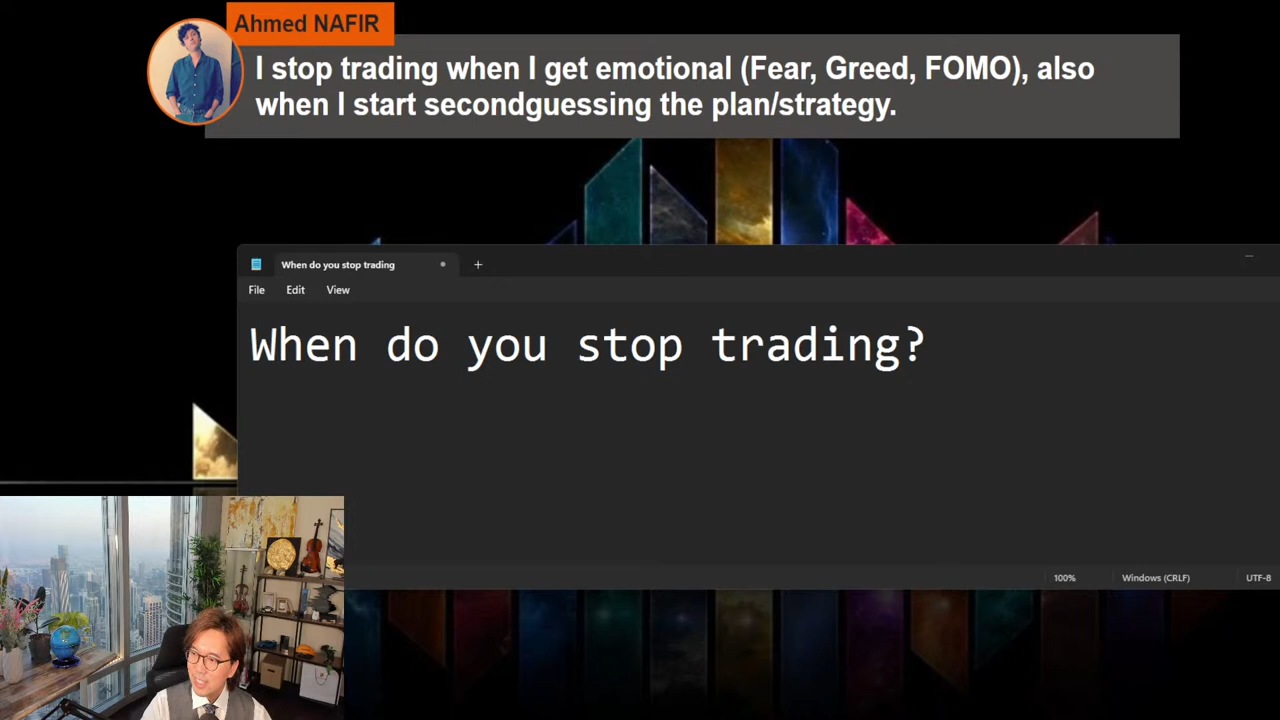 Ahmed NAFIR
I stop trading when I get emotional (Fear, Greed, FOMO), also
when I start secondguessing the plan/strategy.
When do you stop trading
File Edit View
When do you stop trading?
100% Windows (CRLF) UTF-8